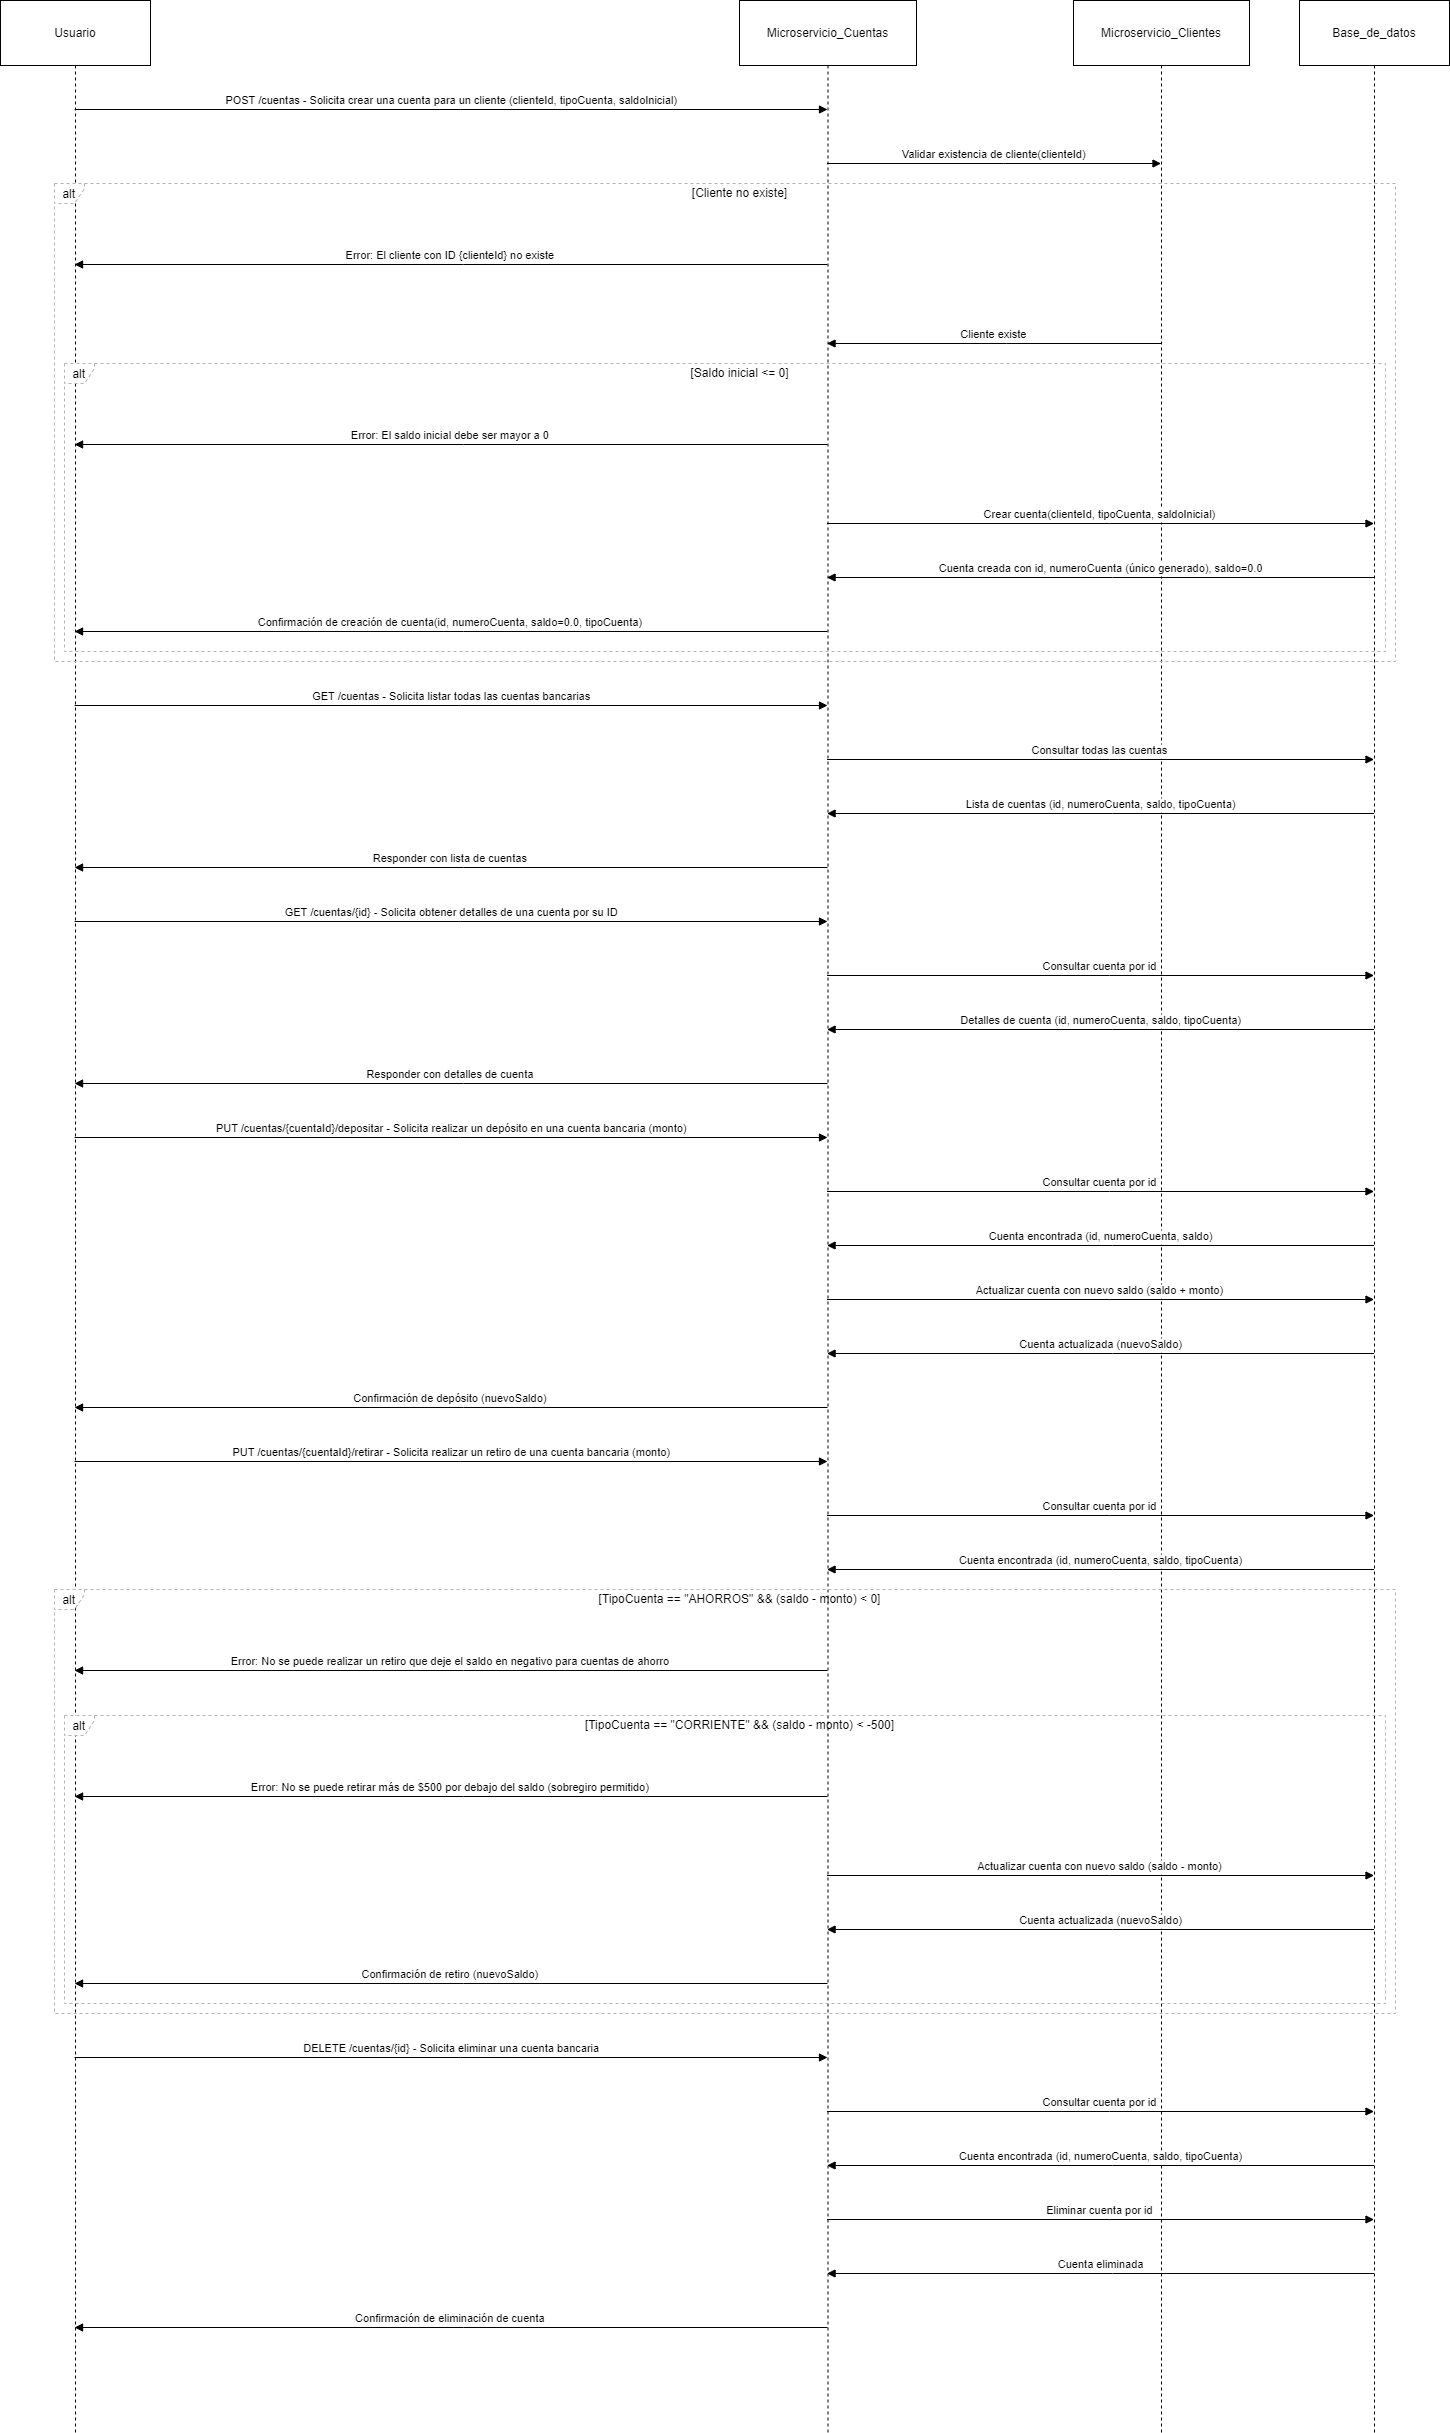 Usuario
Microservicio_Cuentas
Microservicio_Clientes
Base_de_datos
POST /cuentas - Solicita crear una cuenta para un cliente (clienteId, tipoCuenta, saldoInicial)
Validar existencia de cliente(clienteId)
alt
[Cliente no existe]
Error: El cliente con ID {clienteId} no existe
Cliente existe
alt
[Saldo inicial <= 0]
Error: El saldo inicial debe ser mayor a 0
Crear cuenta(clienteId, tipoCuenta, saldoInicial)
Cuenta creada con id, numeroCuenta (único generado), saldo=0.0
Confirmación de creación de cuenta(id, numeroCuenta, saldo=0.0, tipoCuenta)
GET /cuentas - Solicita listar todas las cuentas bancarias
Consultar todas las cuentas
Lista de cuentas (id, numeroCuenta, saldo, tipoCuenta)
Responder con lista de cuentas
GET /cuentas/{id} - Solicita obtener detalles de una cuenta por su ID
Consultar cuenta por id
Detalles de cuenta (id, numeroCuenta, saldo, tipoCuenta)
Responder con detalles de cuenta
PUT /cuentas/{cuentaId}/depositar - Solicita realizar un depósito en una cuenta bancaria (monto)
Consultar cuenta por id
Cuenta encontrada (id, numeroCuenta, saldo)
Actualizar cuenta con nuevo saldo (saldo + monto)
Cuenta actualizada (nuevoSaldo)
Confirmación de depósito (nuevoSaldo)
PUT /cuentas/{cuentaId}/retirar - Solicita realizar un retiro de una cuenta bancaria (monto)
Consultar cuenta por id
Cuenta encontrada (id, numeroCuenta, saldo, tipoCuenta)
alt
[TipoCuenta == "AHORROS" && (saldo - monto) < 0]
Error: No se puede realizar un retiro que deje el saldo en negativo para cuentas de ahorro
alt
[TipoCuenta == "CORRIENTE" && (saldo - monto) < -500]
Error: No se puede retirar más de $500 por debajo del saldo (sobregiro permitido)
Actualizar cuenta con nuevo saldo (saldo - monto)
Cuenta actualizada (nuevoSaldo)
Confirmación de retiro (nuevoSaldo)
DELETE /cuentas/{id} - Solicita eliminar una cuenta bancaria
Consultar cuenta por id
Cuenta encontrada (id, numeroCuenta, saldo, tipoCuenta)
Eliminar cuenta por id
Cuenta eliminada
Confirmación de eliminación de cuenta